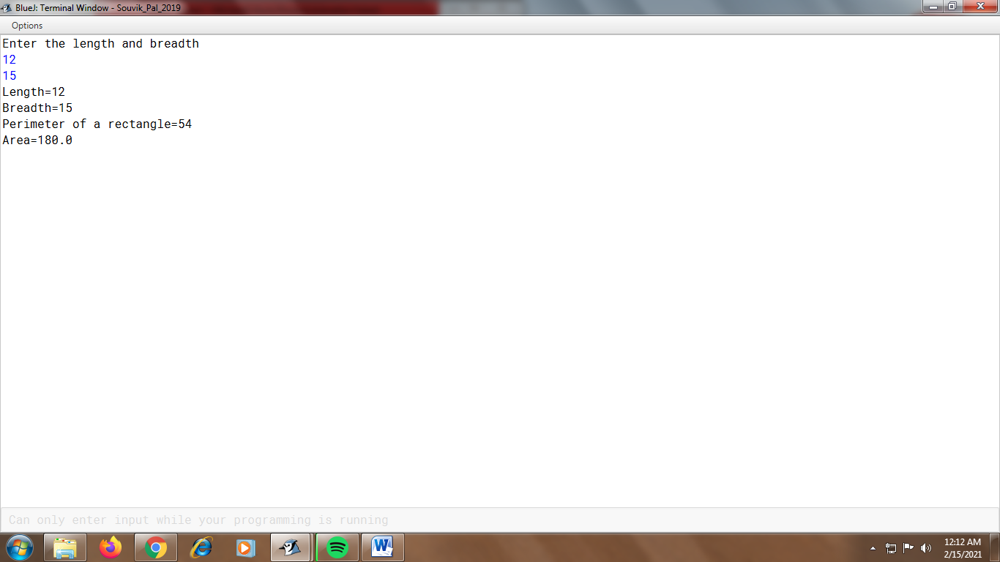 BlueJ: Terminal Window - Souvik_Pal_2019
Options
Enter the length and breadth
12
15
Length=12
Breadth=15
Perimeter of a rectangle=54
Area=180.0
Can only enter input while your programming is running
12:12 AM
2/15/2021